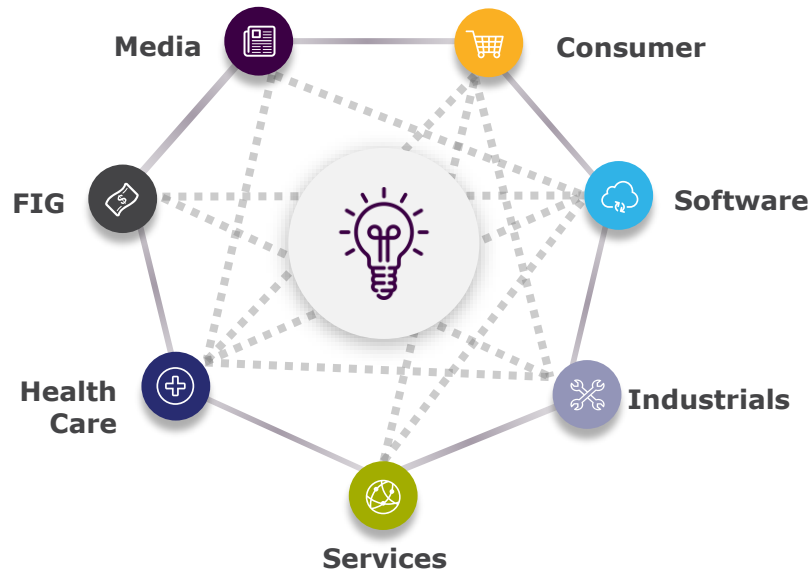 Media
Consumer
FIG
Software
Health
Care
Industrials
Services
$